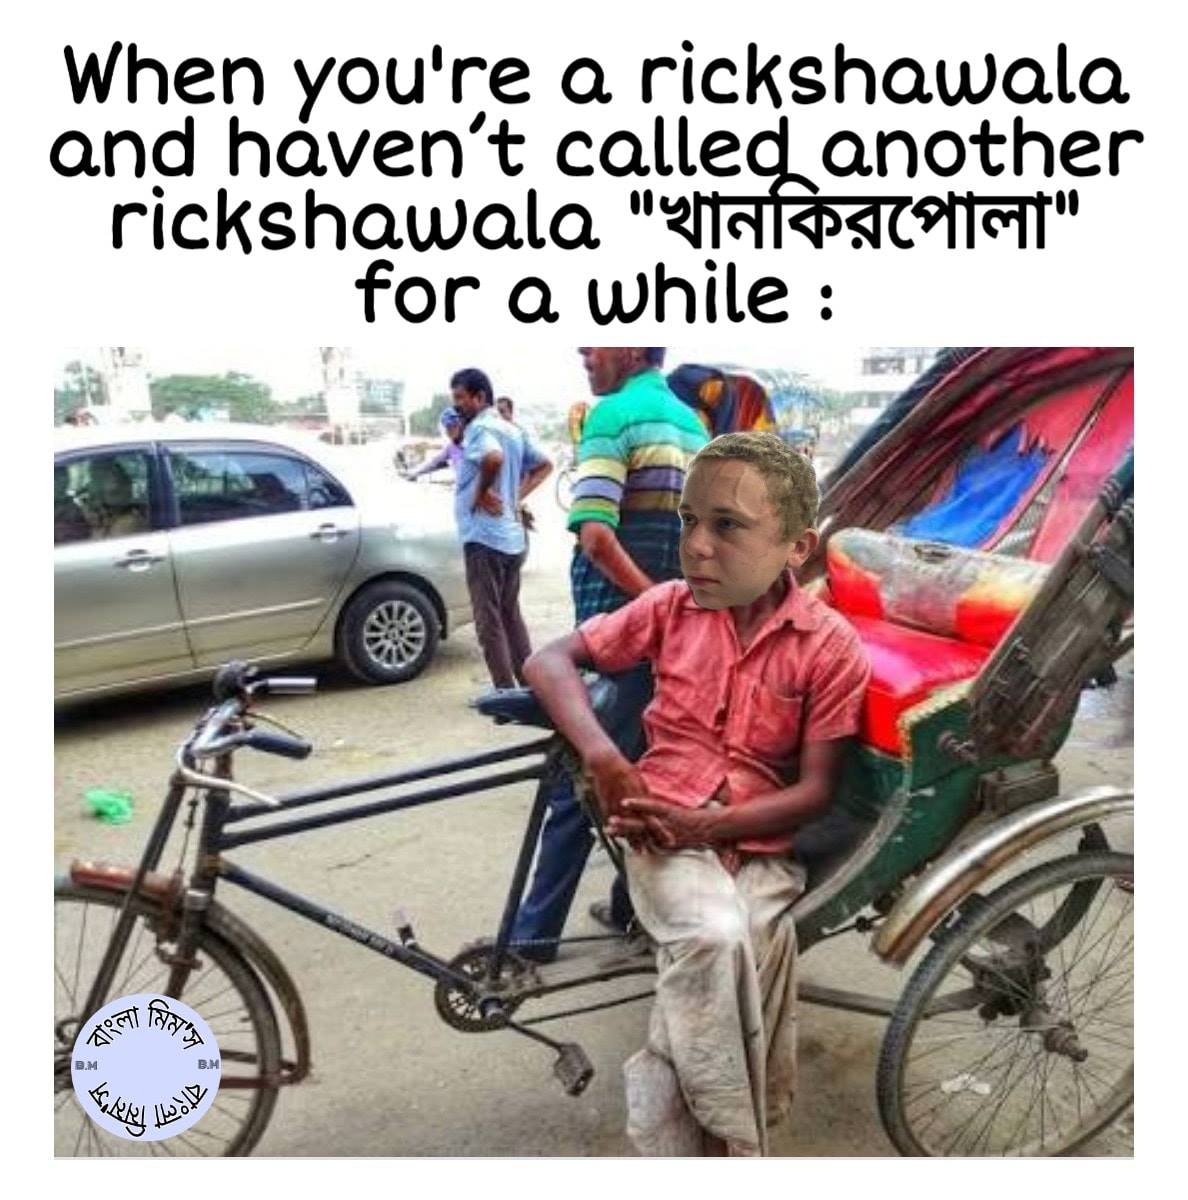 When you're a rickshawala
and haven't called another
rickshawala "খানকিরপোলা"
for a while :
বাংলা মিম'স
B.M
B.M
বাংলা মিম'স